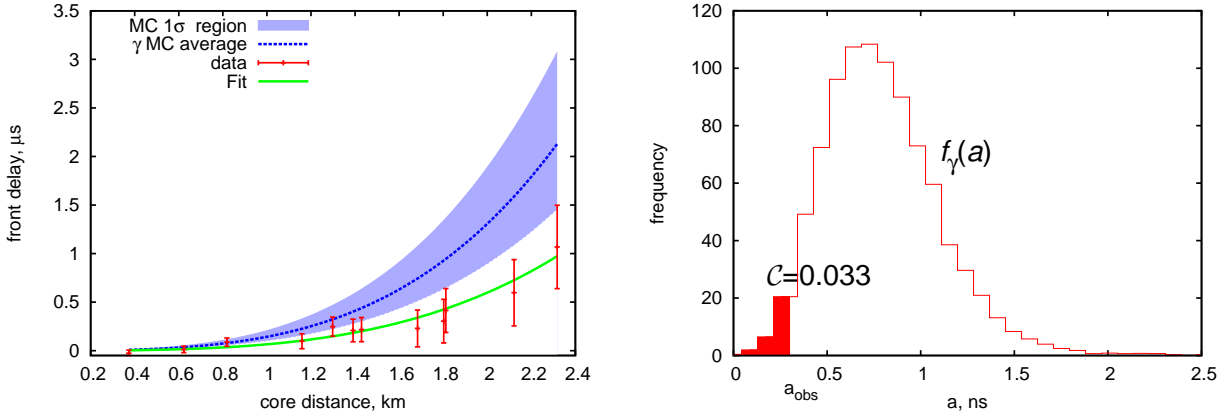 3.5
3
2.5
2
1.5
1
0.5
0
front delay, μs
MC 1σ region
γ MC average
data
Fit
0.2 0.4 0.6 0.8 1 1.2 1.4 1.6 1.8 2 2.2 2.4
core distance, km
120
100
80
60
40
20
0
frequency
fγ(a)
C=0.033
0 0.5 1 1.5 2 2.5
aobs
a, ns